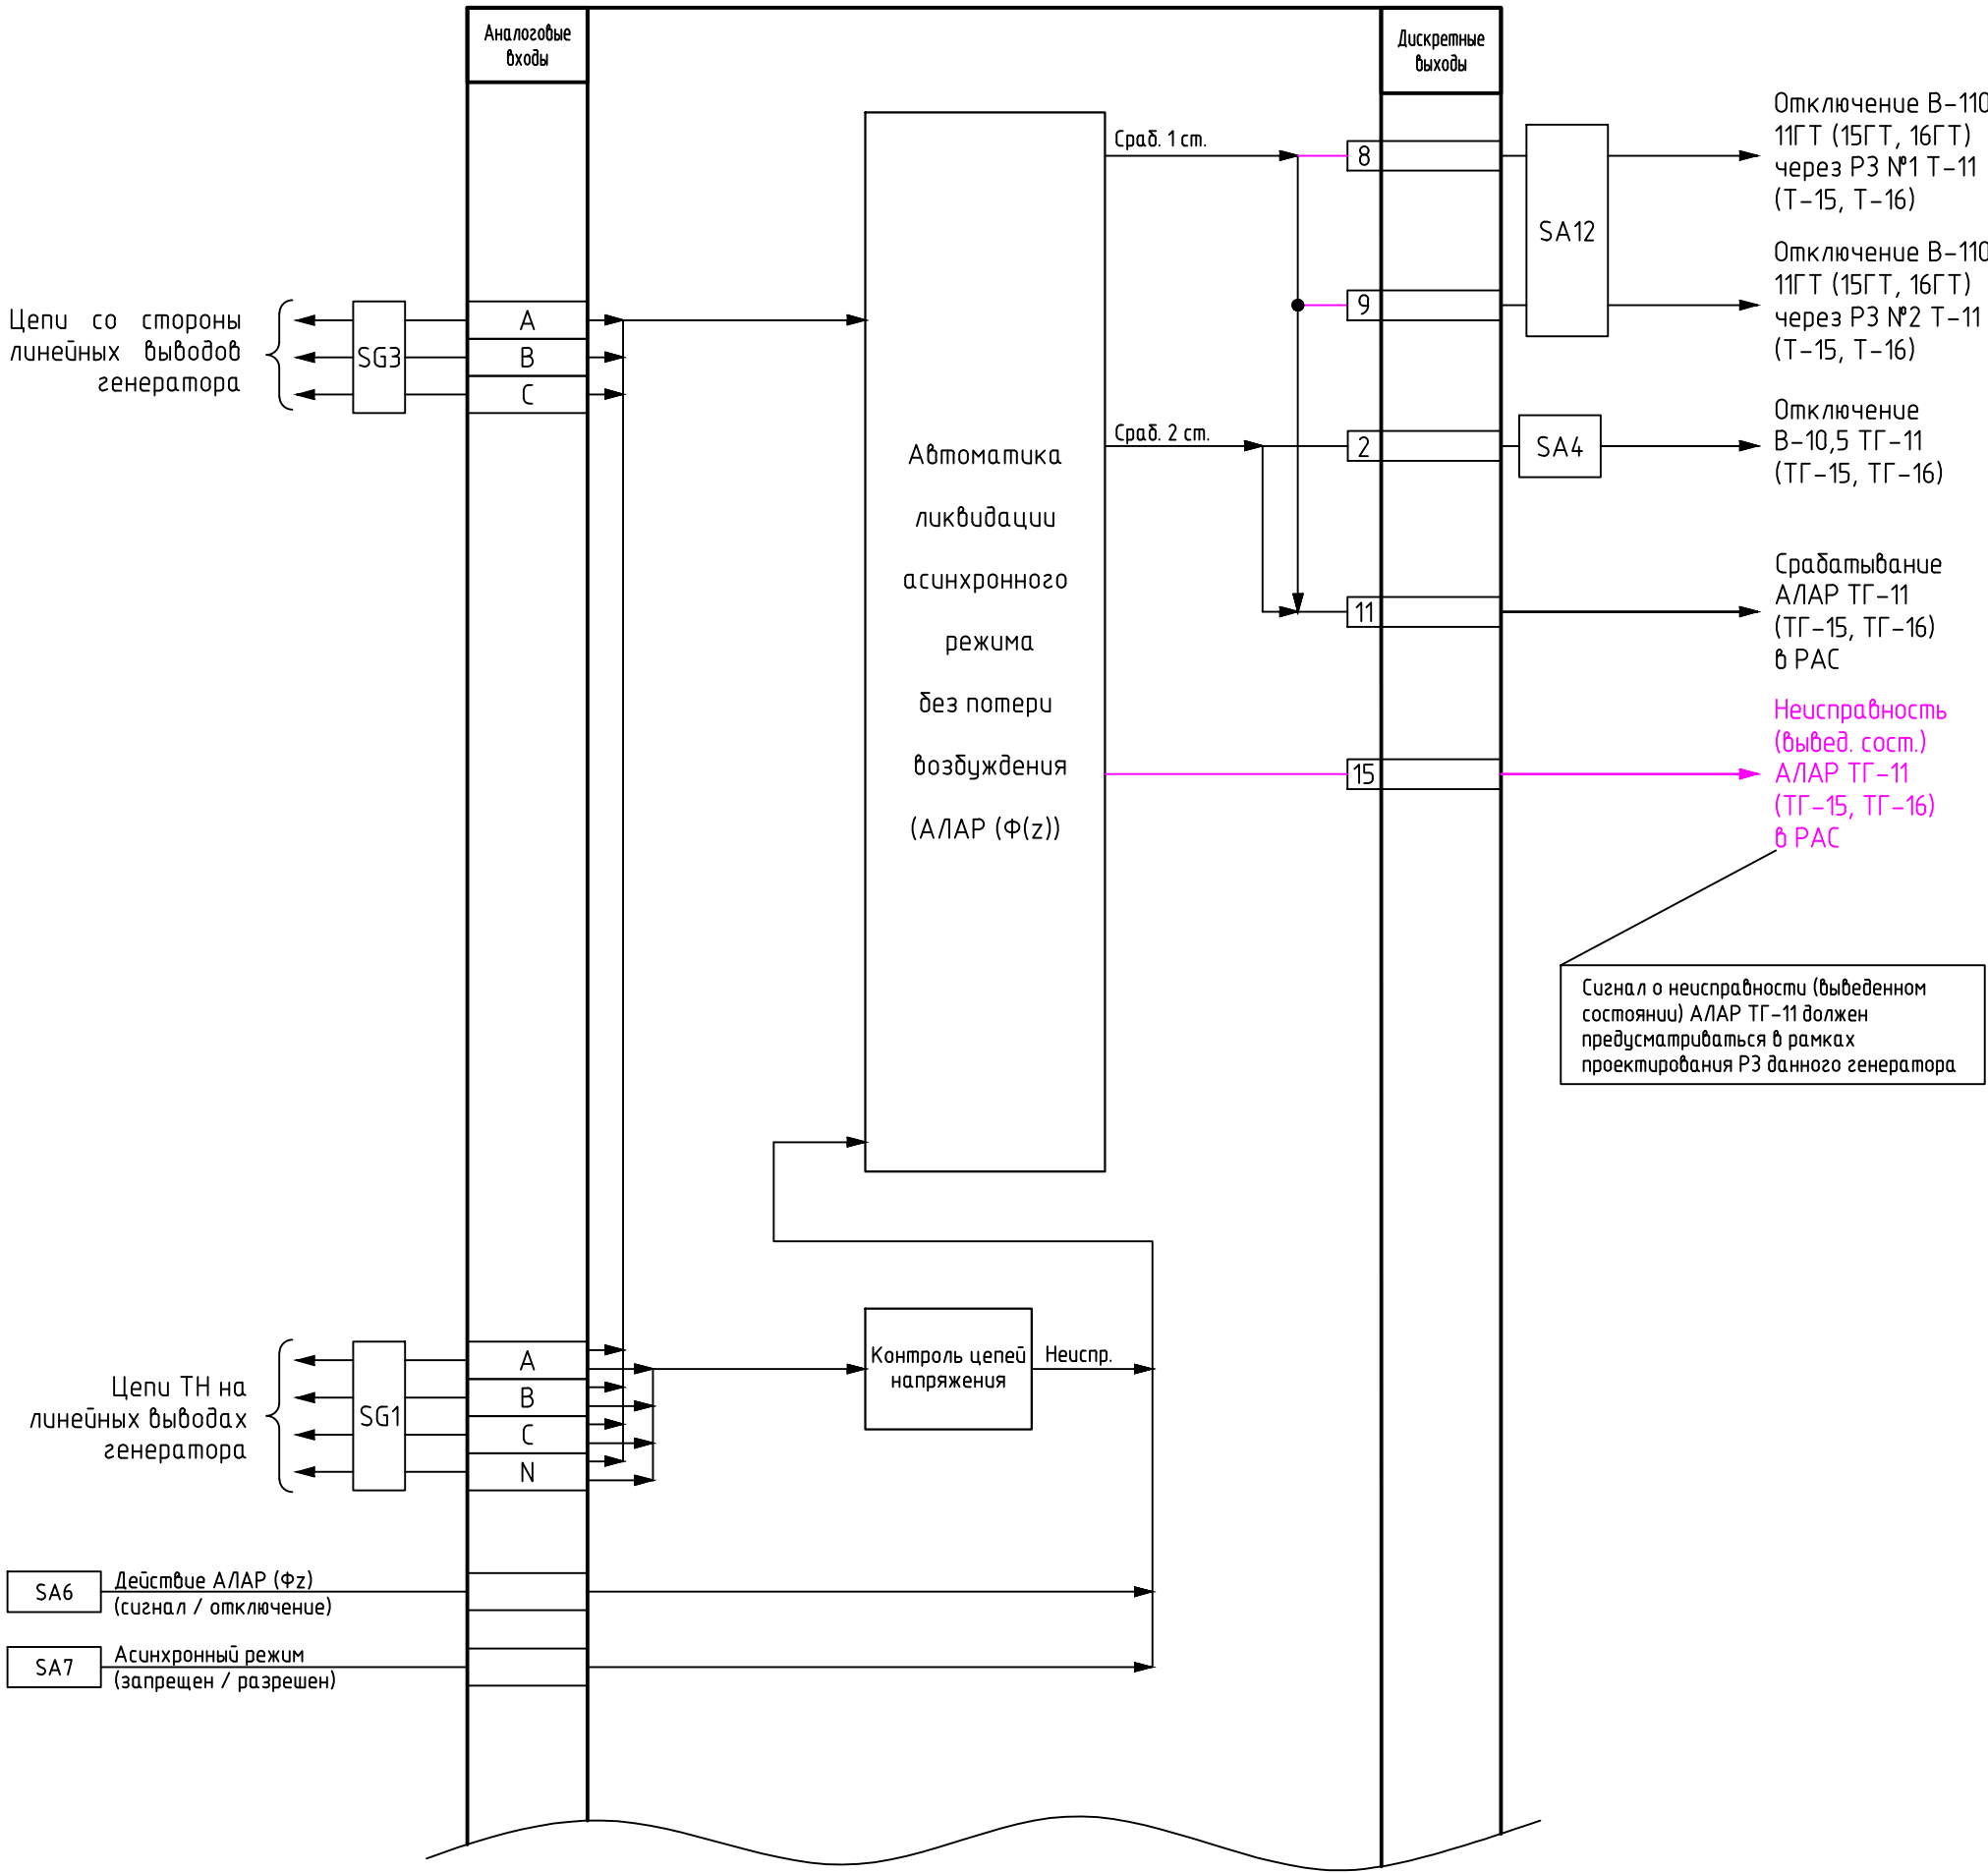 Аналоговые
входы
Дискретные
выходы
Сраб. 1 ст.
8
SA12
Отключение В-110
11ГТ (15ГТ, 16ГТ)
через РЗ №1 Т-11
(Т-15, Т-16)
9
Отключение В-110
11ГТ (15ГТ, 16ГТ)
через РЗ №2 Т-11
(Т-15, Т-16)
Цепи со стороны
линейных выводов
генератора
SG3
A
B
C
Сраб. 2 ст.
2
SA4
Отключение
В-10,5 ТГ-11
(ТГ-15, ТГ-16)
Автоматика
ликвидации
асинхронного
режима
без потери
возбуждения
(АЛАР (Ф(z))
11
Срабатывание
АЛАР ТГ-11
(ТГ-15, ТГ-16)
в РАС
15
Неисправность
(вывед. сост.)
АЛАР ТГ-11
(ТГ-15, ТГ-16)
в РАС
Сигнал о неисправности (выведенном
состоянии) АЛАР ТГ-11 должен
предусматриваться в рамках
проектирования РЗ данного генератора
Цепи ТН на
линейных выводах
генератора
SG1
A
B
C
N
Контроль цепей
напряжения
Неиспр.
SA6
Действие АЛАР (Фz)
(сигнал / отключение)
SA7
Асинхронный режим
(запрещен / разрешен)